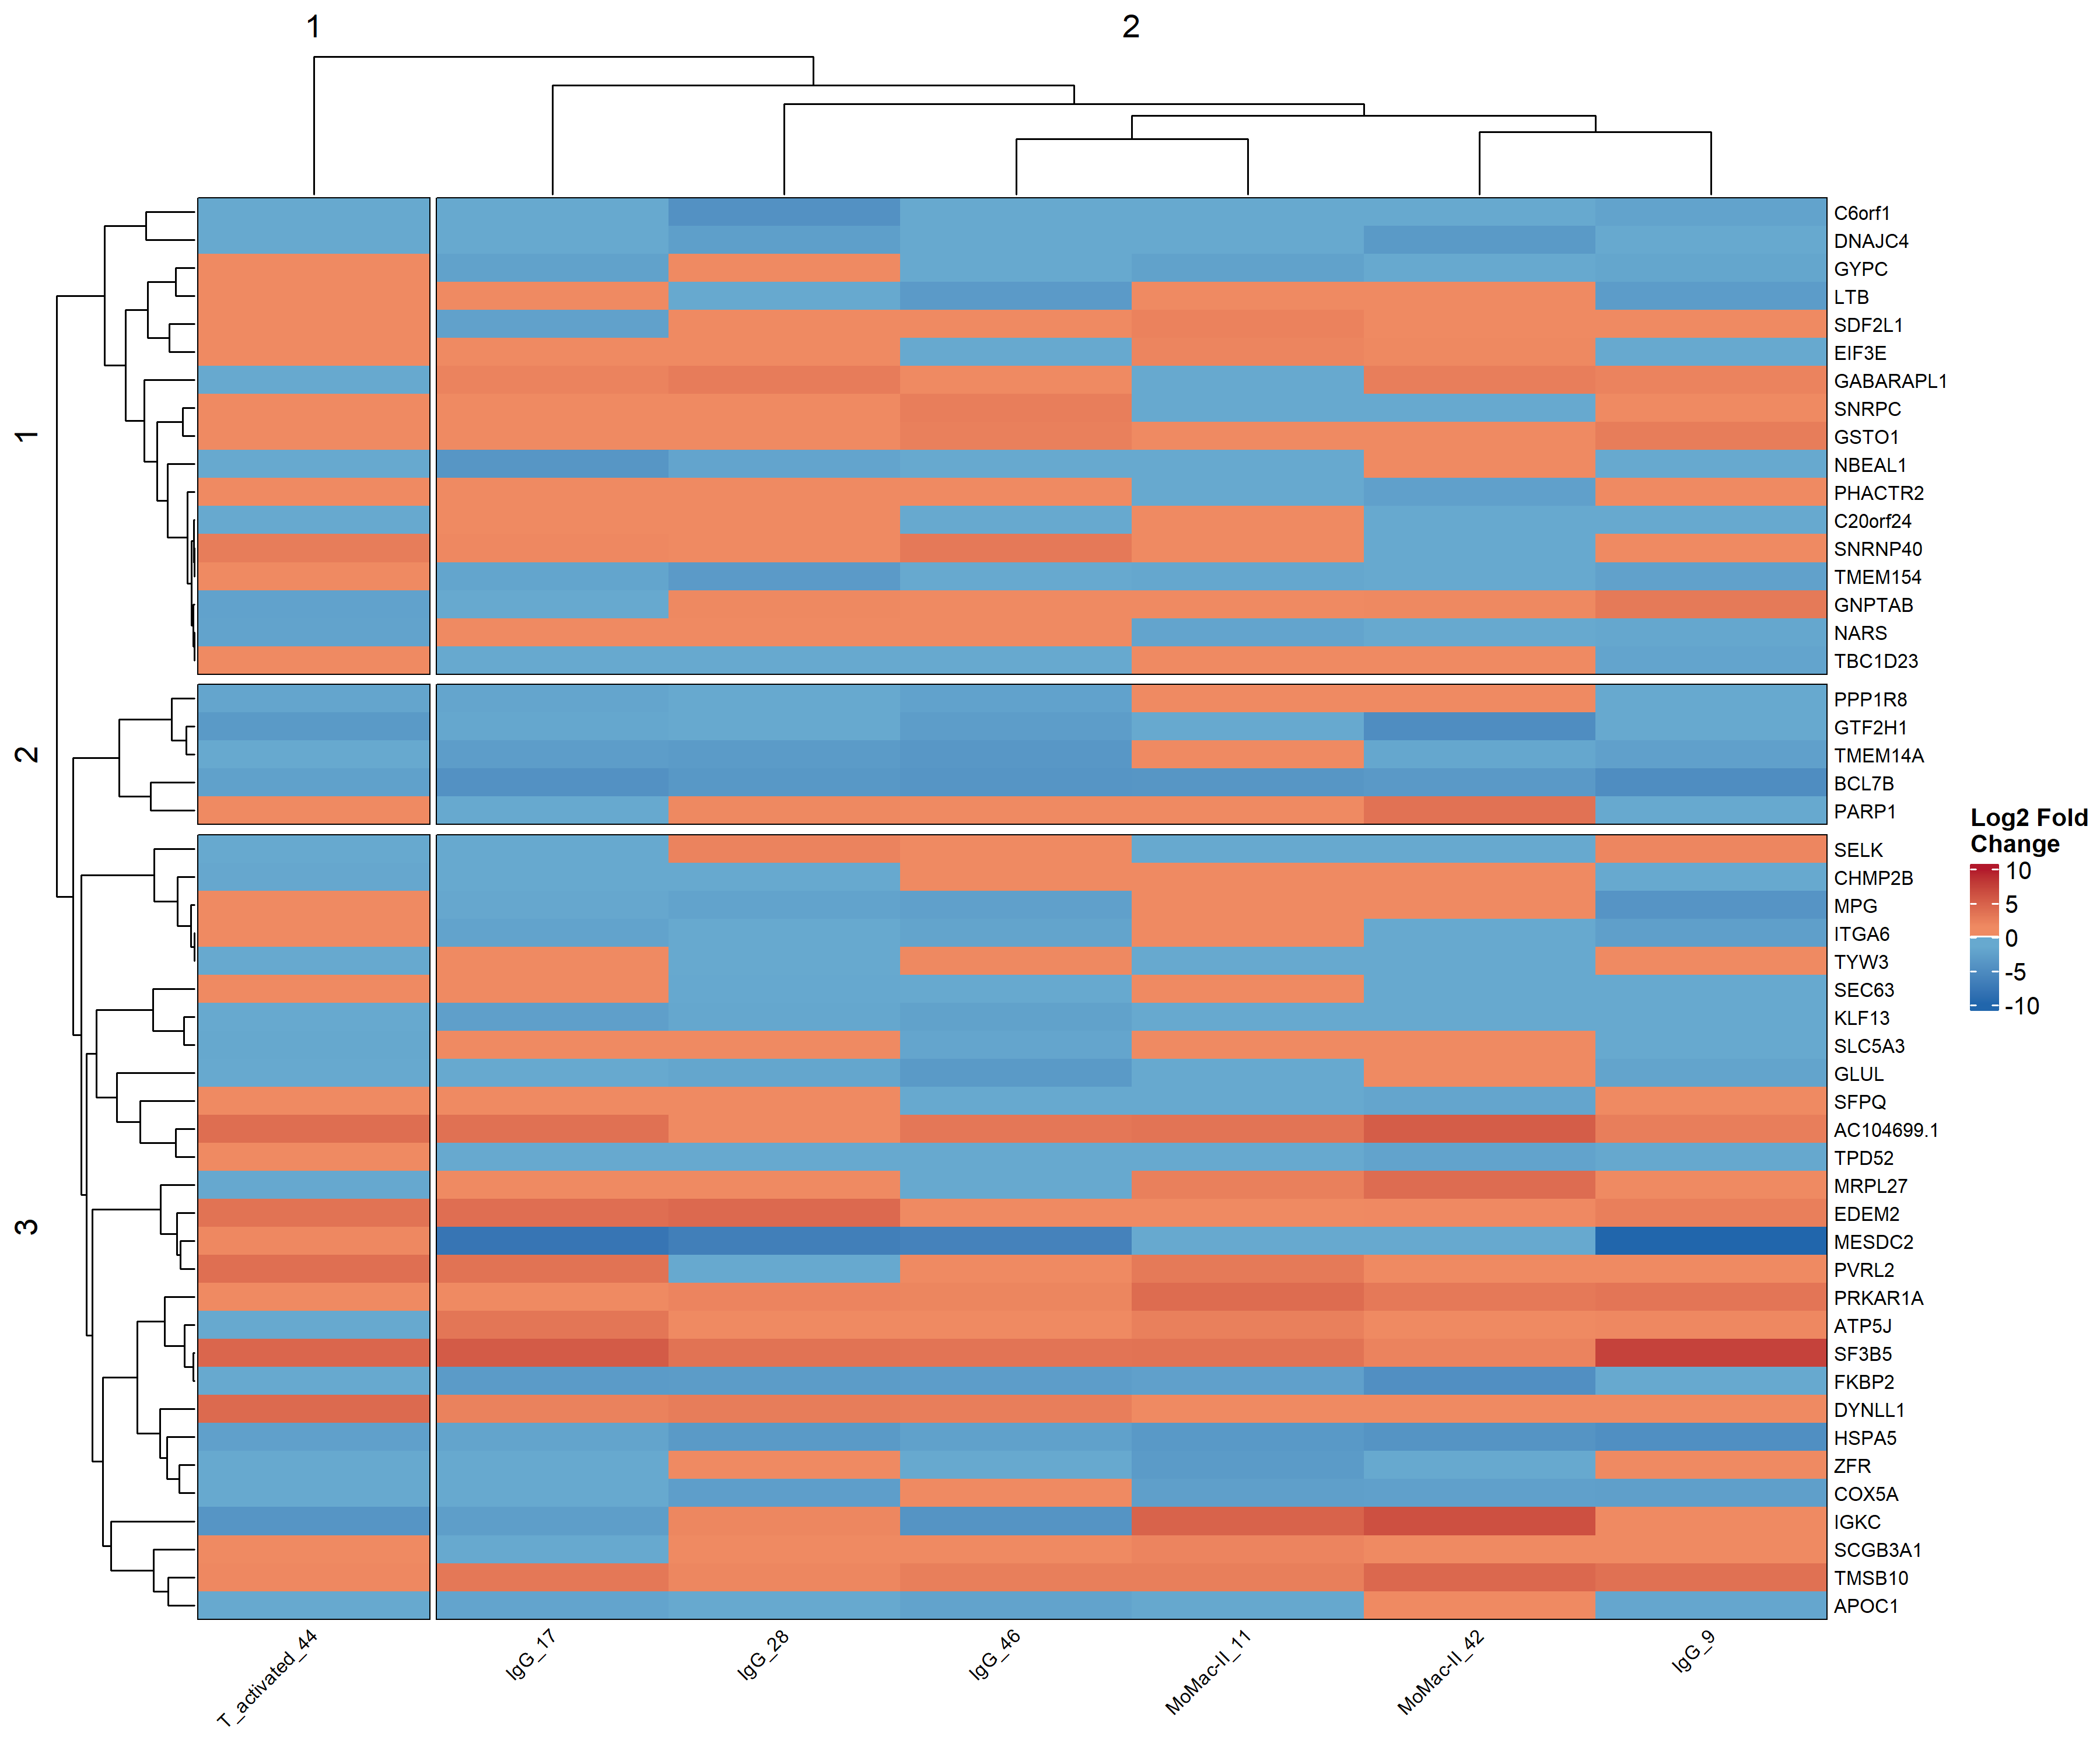 1
2
1
2
3
C6orf1
DNAJC4
GYPC
LTB
SDF2L1
EIF3E
GABARAPL1
SNRPC
GSTO1
NBEAL1
PHACTR2
C20orf24
SNRNP40
TMEM154
GNPTAB
NARS
TBC1D23
PPP1R8
GTF2H1
TMEM14A
BCL7B
PARP1
SELK
CHMP2B
MPG
ITGA6
TYW3
SEC63
KLF13
SLC5A3
GLUL
SFPQ
AC104699.1
TPD52
MRPL27
EDEM2
MESDC2
PVRL2
PRKAR1A
ATP5J
SF3B5
FKBP2
DYNLL1
HSPA5
ZFR
COX5A
IGKC
SCGB3A1
TMSB10
APOC1
T_activated_44
IgG_17
IgG_28
IgG_46
MoMac-II_11
MoMac-II_42
IgG_9
Log2 Fold
Change
10
5
0
-5
-10